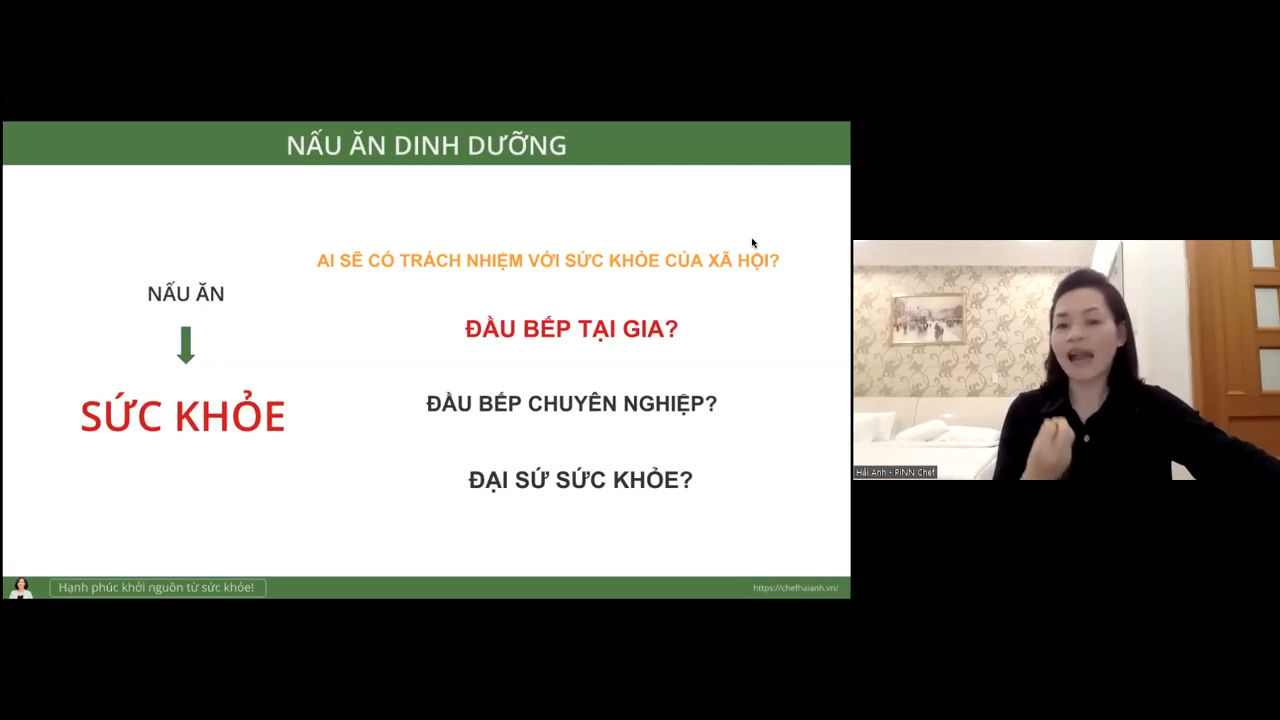 NẤU ĂN DINH DƯỠNG
AI SẼ CÓ TRÁCH NHIỆM VỚI SỨC KHỎE CỦA XÃ HỘI?
NẤU ĂN
SỨC KHỎE
ĐẦU BẾP TẠI GIA?
ĐẦU BẾP CHUYÊN NGHIỆP?
ĐẠI SỨ SỨC KHỎE?
Hải Anh - PiNN.Chef
Hạnh phúc khởi nguồn từ sức khỏe!
https://chefhaianh.vn/